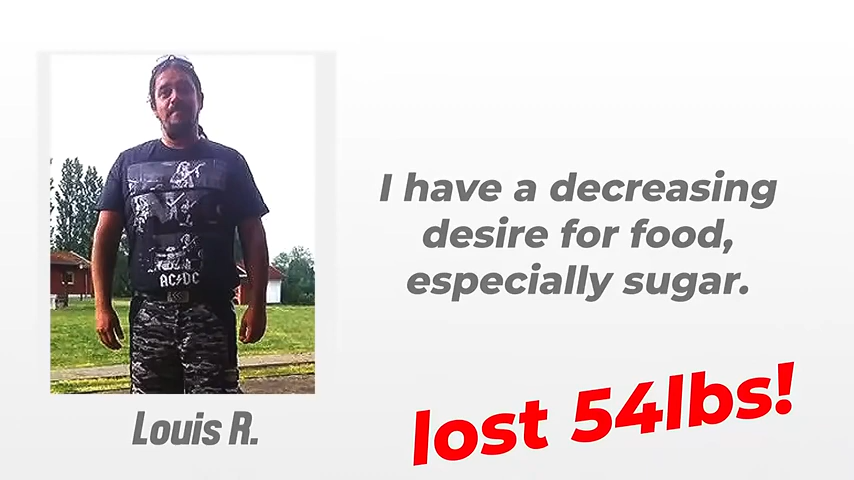 AC⚡DC
Louis R.
I have a decreasing
desire for food,
especially sugar.
lost 54lbs!